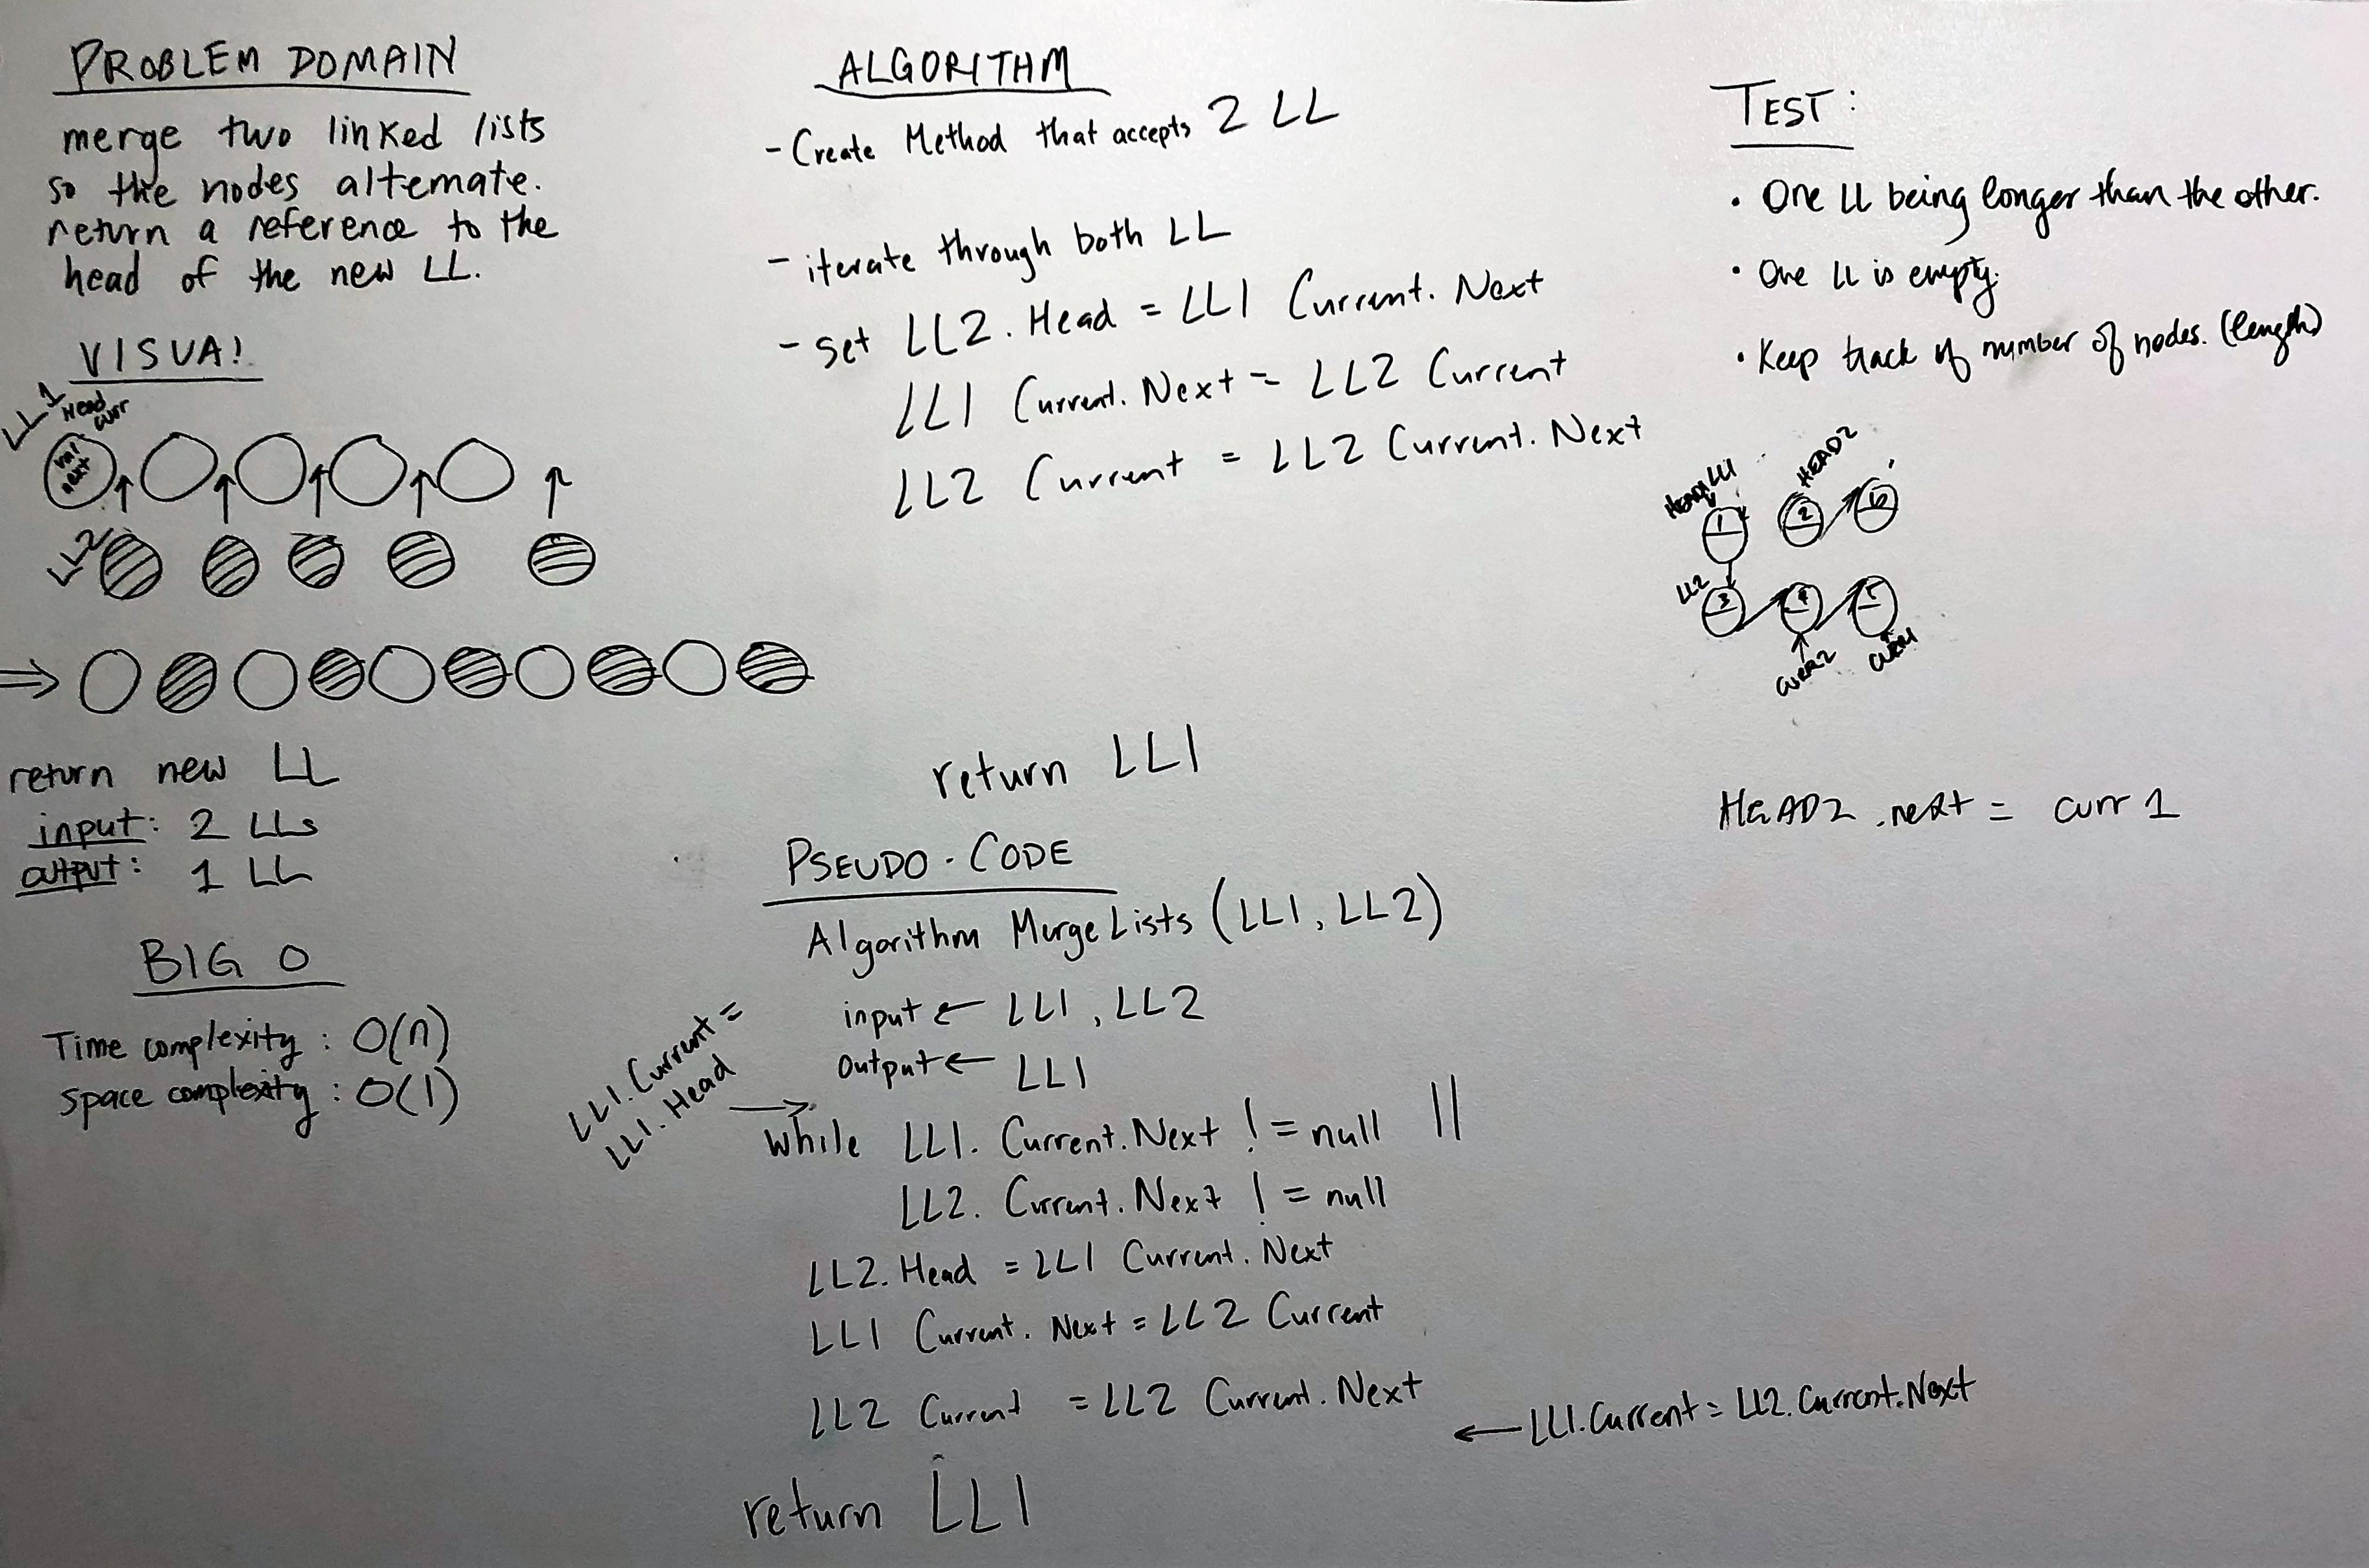 PROBLEM DOMAIN
merge two linked lists
so the nodes alternate.
return a reference to the
head of the new LL.
VISUAL
LL1
Head
curr
val
next
LL2
return new LL
input: 2 LLs
output: 1 LL
BIG O
Time complexity: O(n)
space complexity: O(1)
ALGORITHM
- Create Method that accepts 2 LL
- iterate through both LL
- set LL2.Head = LL1 Current.Next
LL1 Current.Next = LL2 Current
LL2 Current = LL2 Current.Next
return LL1
PSEUDO-CODE
Algorithm MergeLists (LL1, LL2)
input ← LL1, LL2
output ← LL1
LL1.Current =
LL1.Head →
while LL1.Current.Next != null ||
LL2.Current.Next != null
LL2.Head = LL1 Current.Next
LL1 Current.Next = LL2 Current
LL2 Current = LL2 Current.Next
← LL1.Current = LL2.Current.Next
return LL1
TEST:
• One LL being longer than the other.
• One LL is empty.
• Keep track of number of nodes. (length)
HEAD1 LL1
HEAD2
1 2 6
LL2
3 4 5
CURR2
CURR1
HEAD2.next = curr 1